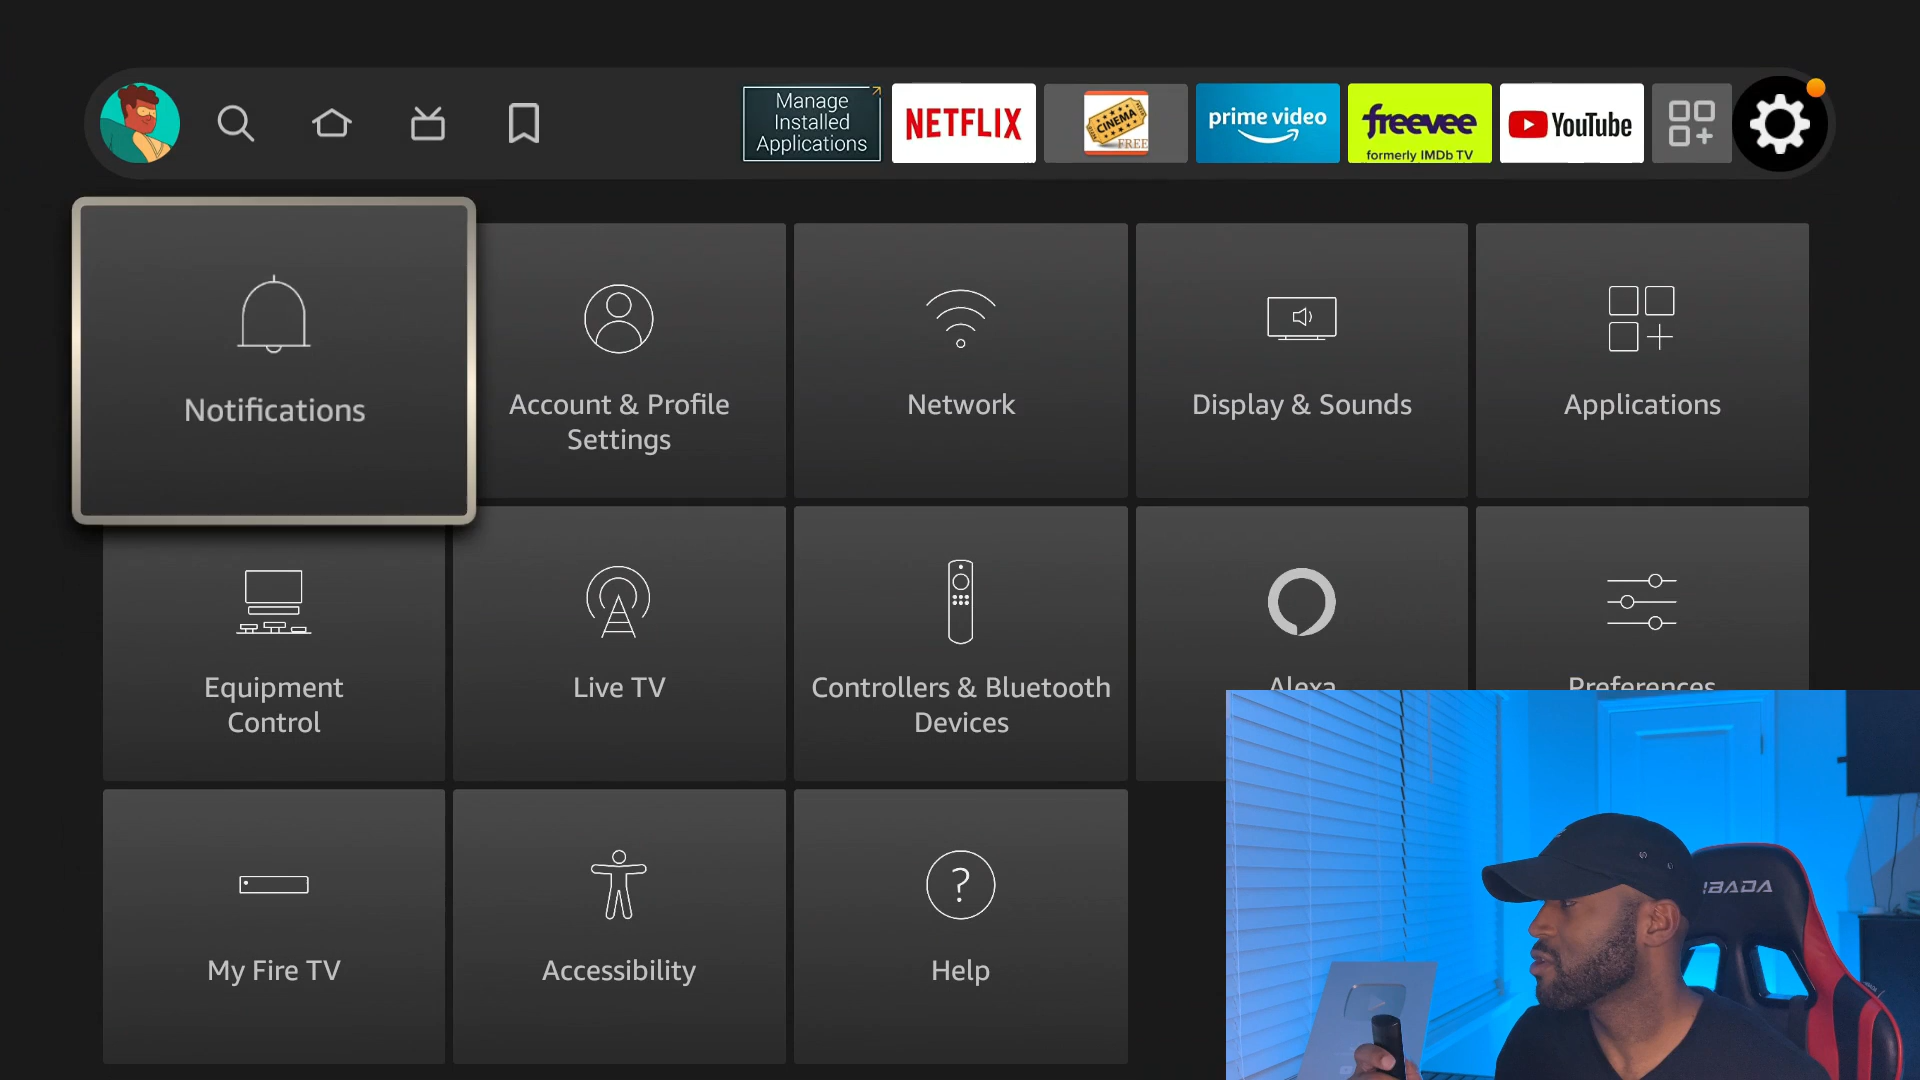 Manage
Installed
Applications
NETFLIX
CINEMA
FREE
prime video
freevee
formerly IMDb TV
YouTube
Notifications
Account & Profile
Settings
Network
Display & Sounds
Applications
Equipment
Control
Live TV
Controllers & Bluetooth
Devices
Alexa
Preferences
My Fire TV
Accessibility
Help